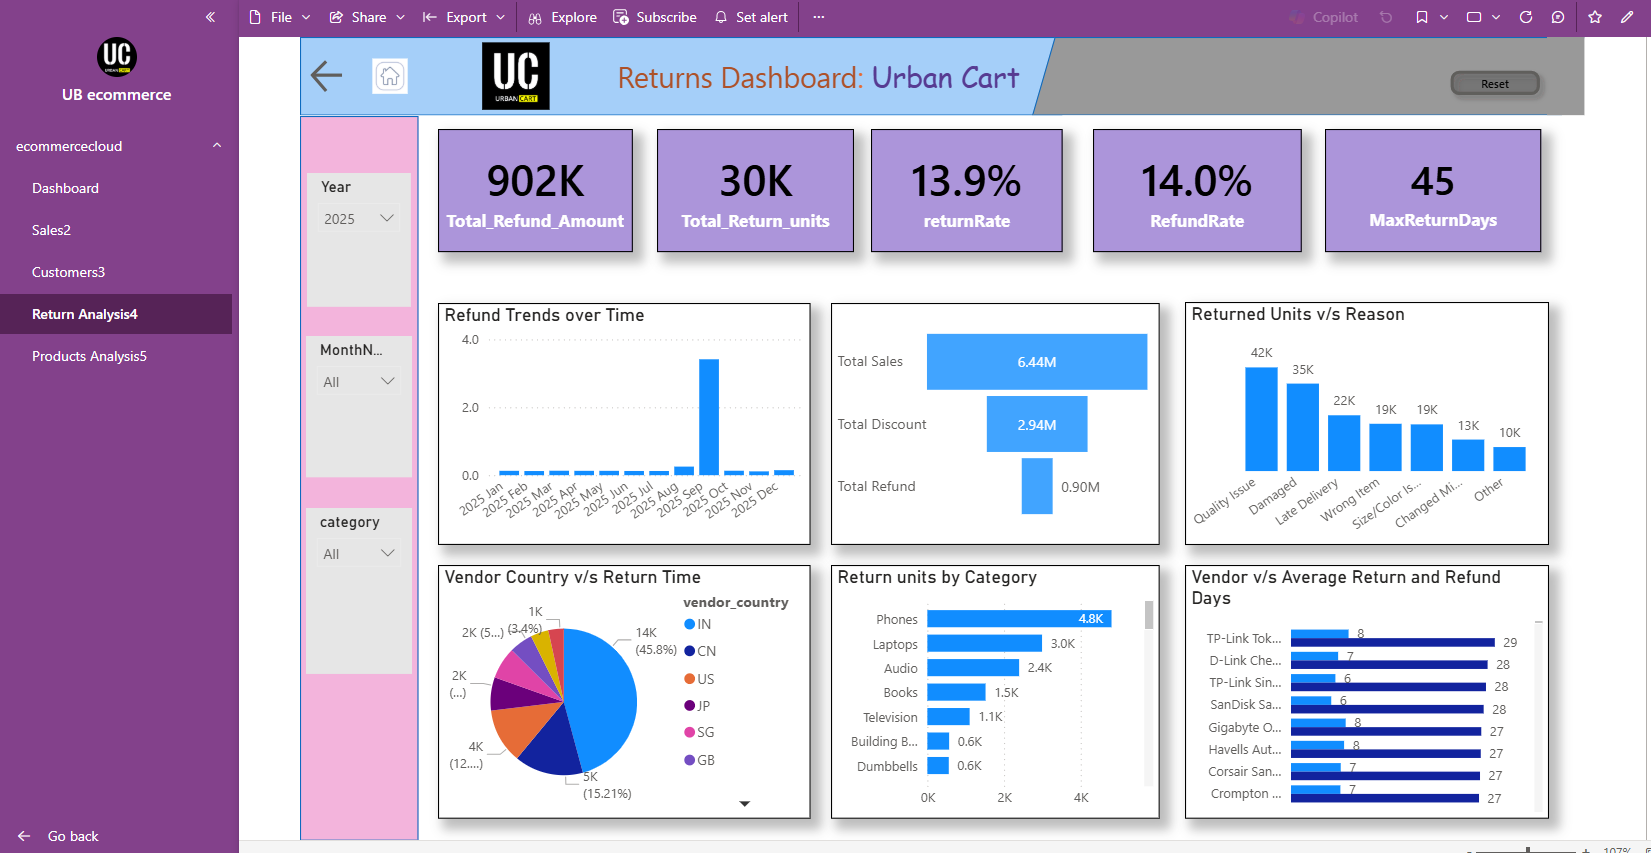 File
Share
Export
Explore
Subscribe
Set alert
Copilot
UC
URBAN CART
UB ecommerce
ecommercecloud
Dashboard
Sales2
Customers3
Return Analysis4
Products Analysis5
Go back
UC
URBAN CART
Returns Dashboard: Urban Cart
Reset
Year
2025
MonthN...
All
category
All
902K
Total_Refund_Amount
30K
Total_Return_units
13.9%
returnRate
14.0%
RefundRate
45
MaxReturnDays
Refund Trends over Time
4.0
2.0
0.0
2025 Jan
2025 Feb
2025 Mar
2025 Apr
2025 May
2025 Jun
2025 Jul
2025 Aug
2025 Sep
2025 Oct
2025 Nov
2025 Dec
Total Sales
6.44M
Total Discount
2.94M
Total Refund
0.90M
Returned Units v/s Reason
42K
35K
22K
19K
19K
13K
10K
Quality Issue
Damaged
Late Delivery
Wrong Item
Size/Color Is...
Changed Mi...
Other
Vendor Country v/s Return Time
1K
(3.4%)
2K (5...)
2K
(...)
4K
(12....)
5K
(15.21%)
14K
(45.8%)
vendor_country
IN
CN
US
JP
SG
GB
Return units by Category
Phones 4.8K
Laptops 3.0K
Audio 2.4K
Books 1.5K
Television 1.1K
Building B... 0.6K
Dumbbells 0.6K
0K 2K 4K
Vendor v/s Average Return and Refund
Days
TP-Link Tok... 8 29
D-Link Che... 7 28
TP-Link Sin... 6 28
SanDisk Sa... 6 28
Gigabyte O... 8 27
Havells Aut... 8 27
Corsair San... 7 27
Crompton ... 7 27
107%